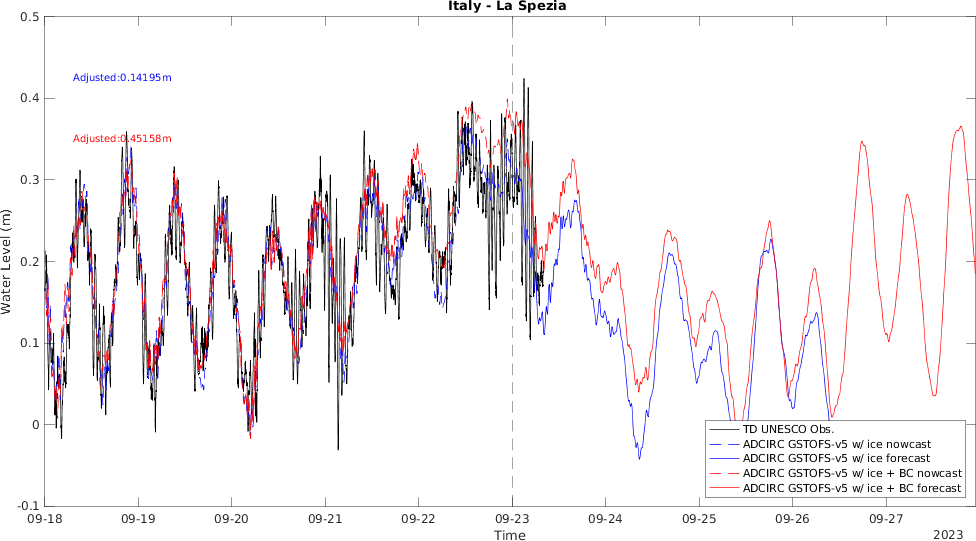 Italy - La Spezia
0.5
Adjusted:0.14195m
0.4
Adjusted:0.45158m
0.3
Water Level (m)
0.2
0.1
0
-0.1
TD UNESCO Obs.
ADCIRC GSTOFS-v5 w/ ice nowcast
ADCIRC GSTOFS-v5 w/ ice forecast
ADCIRC GSTOFS-v5 w/ ice + BC nowcast
ADCIRC GSTOFS-v5 w/ ice + BC forecast
09-18 09-19 09-20 09-21 09-22 09-23 09-24 09-25 09-26 09-27
Time
2023